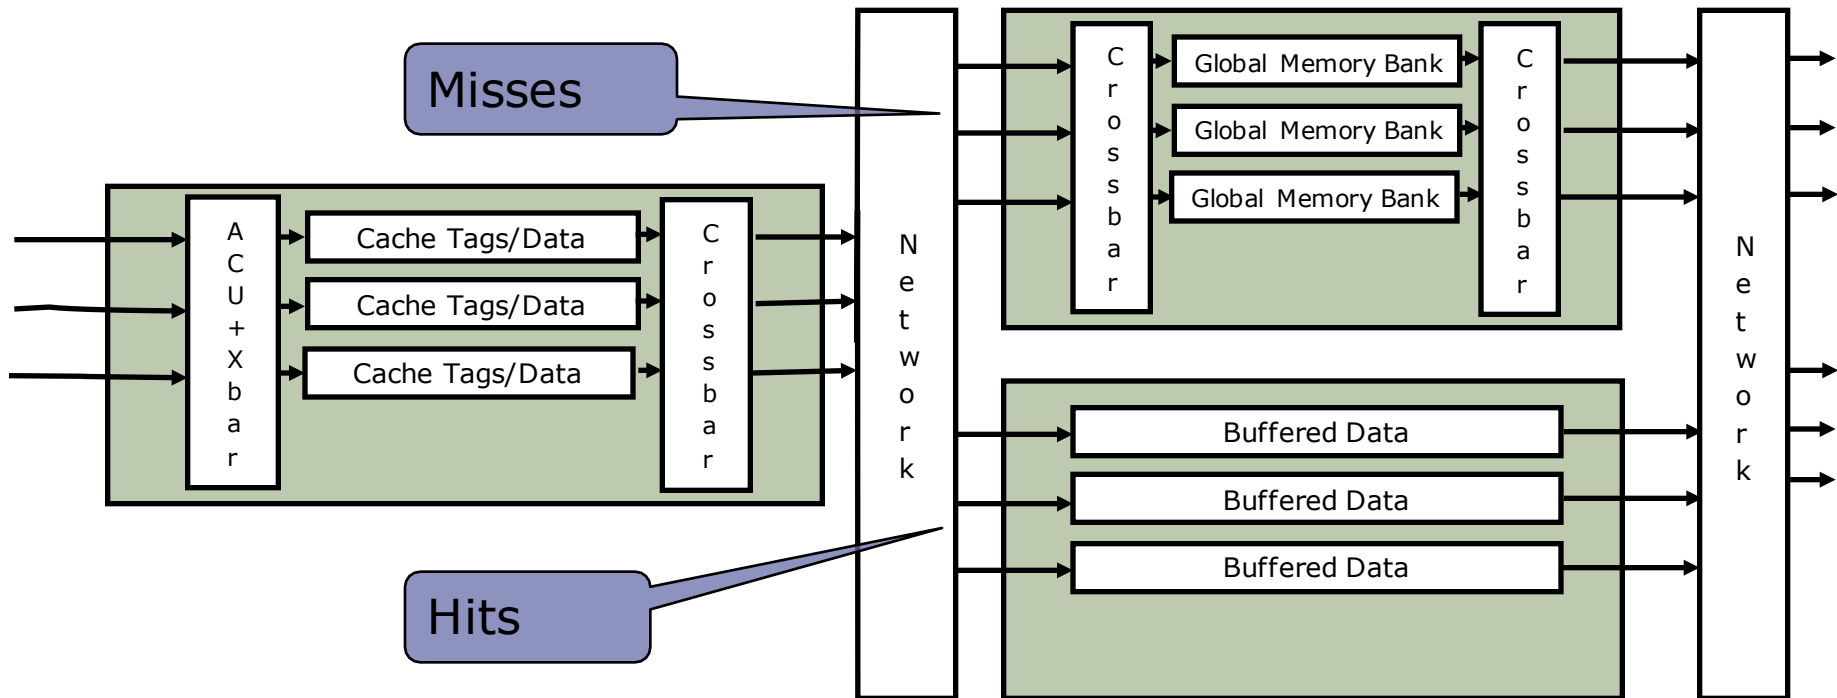 Misses
ACU+Xbar
Cache Tags/Data
Cache Tags/Data
Cache Tags/Data
Crossbar
Network
Crossbar
Global Memory Bank
Global Memory Bank
Global Memory Bank
Crossbar
Buffered Data
Buffered Data
Buffered Data
Network
Hits